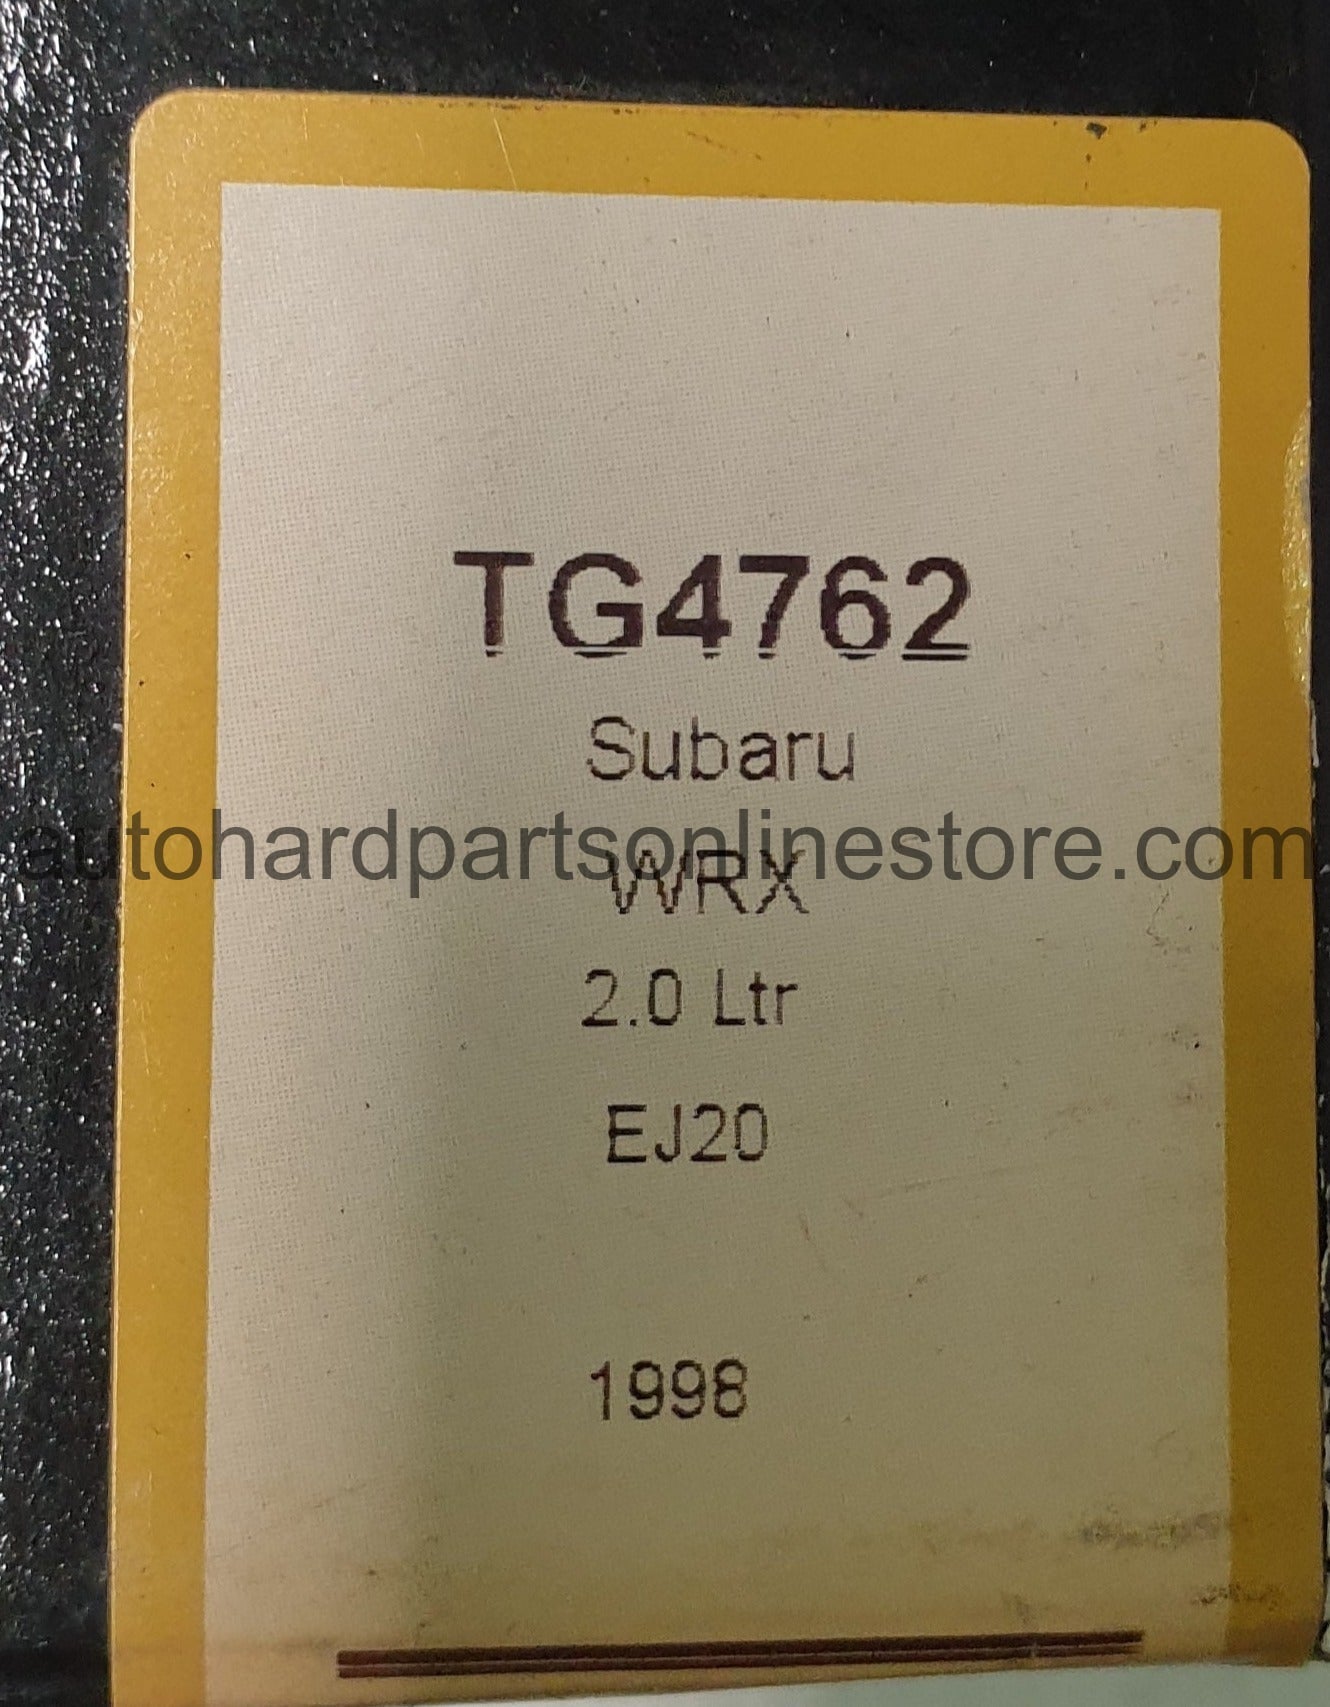 TG4762
Subaru
autohardpartsonlinestore.com
WRX
2.0 Ltr
EJ20
1998